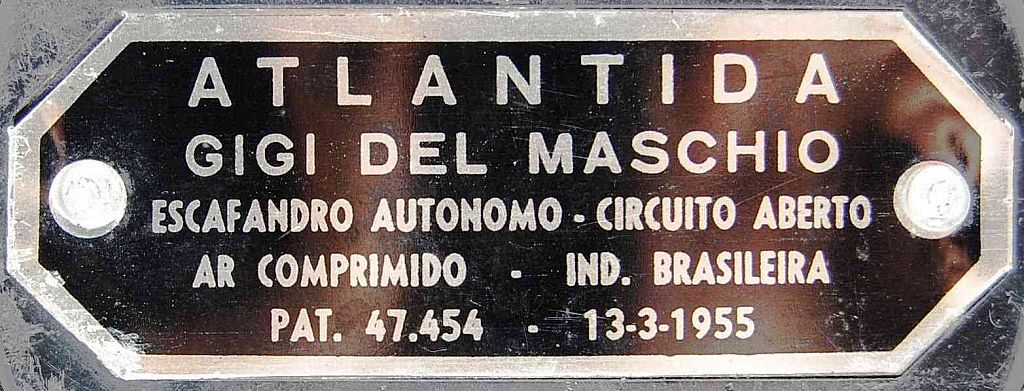 ATLANTIDA
GIGI DEL MASCHIO
ESCAFANDRO AUTONOMO - CIRCUITO ABERTO
AR COMPRIMIDO - IND. BRASILEIRA
PAT. 47.454 - 13-3-1955